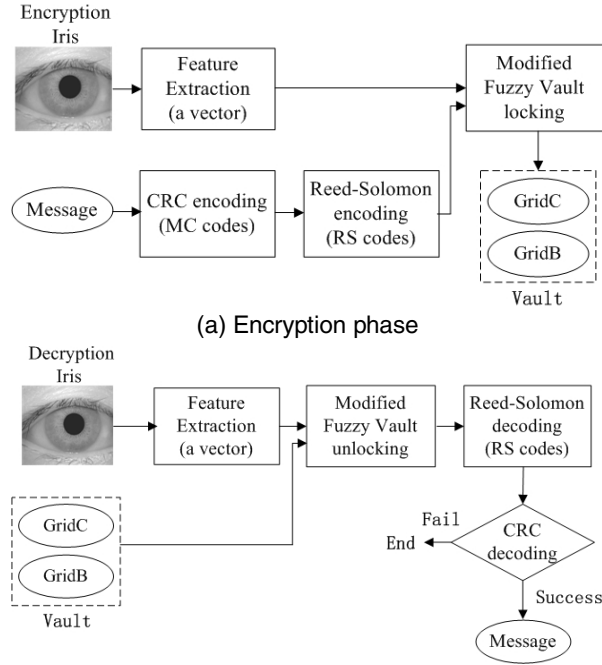 Encryption
Iris
Feature
Extraction
(a vector)
Modified
Fuzzy Vault
locking
Message
CRC encoding
(MC codes)
Reed-Solomon
encoding
(RS codes)
GridC
GridB
Vault
(a) Encryption phase
Decryption
Iris
Feature
Extraction
(a vector)
Modified
Fuzzy Vault
unlocking
Reed-Solomon
decoding
(RS codes)
GridC
GridB
Vault
End
Fail
CRC
decoding
Success
Message